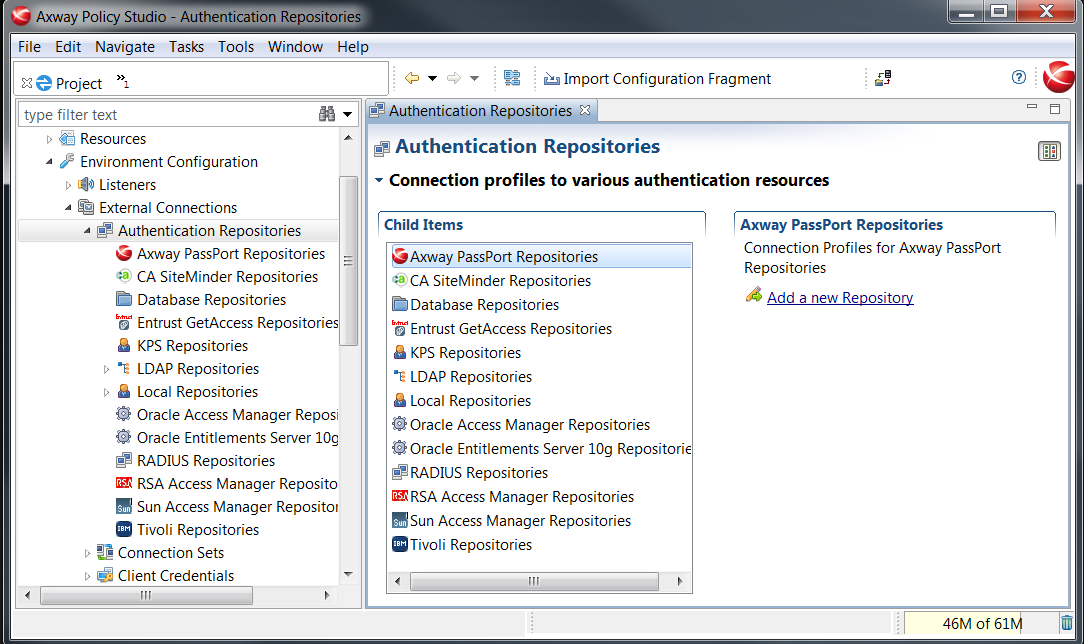 Axway Policy Studio - Authentication Repositories
File Edit Navigate Tasks Tools Window Help
Project »1
Import Configuration Fragment
type filter text
Resources
Environment Configuration
Listeners
External Connections
Authentication Repositories
Axway PassPort Repositories
CA SiteMinder Repositories
Database Repositories
Entrust GetAccess Repositories
KPS Repositories
LDAP Repositories
Local Repositories
Oracle Access Manager Reposi
Oracle Entitlements Server 10g
RADIUS Repositories
RSA Access Manager Reposito
Sun Access Manager Repositor
Tivoli Repositories
Connection Sets
Client Credentials
Authentication Repositories
Authentication Repositories
Connection profiles to various authentication resources
Child Items
Axway PassPort Repositories
CA SiteMinder Repositories
Database Repositories
Entrust GetAccess Repositories
KPS Repositories
LDAP Repositories
Local Repositories
Oracle Access Manager Repositories
Oracle Entitlements Server 10g Repositorie
RADIUS Repositories
RSA Access Manager Repositories
Sun Access Manager Repositories
Tivoli Repositories
Axway PassPort Repositories
Connection Profiles for Axway PassPort
Repositories
Add a new Repository
46M of 61M